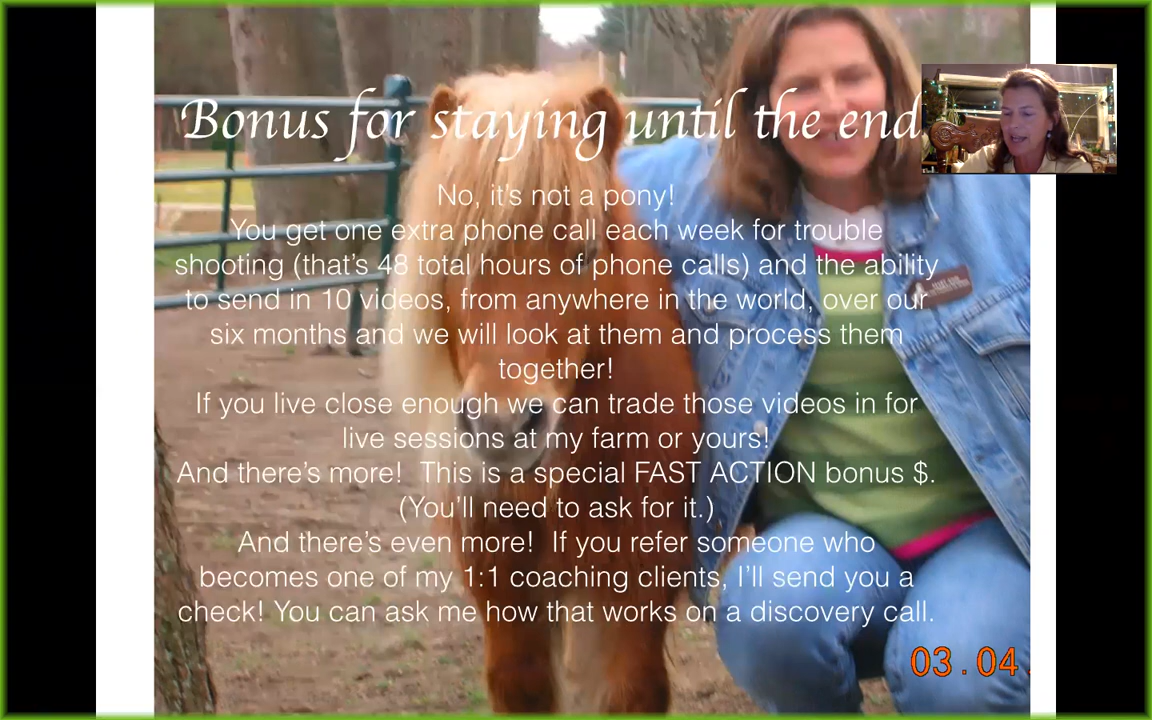 Bonus for staying until the end.
No, it's not a pony!
You get one extra phone call each week for trouble
shooting (that's 48 total hours of phone calls) and the ability
to send in 10 videos, from anywhere in the world, over our
six months and we will look at them and process them
together!
If you live close enough we can trade those videos in for
live sessions at my farm or yours!
And there's more!  This is a special FAST ACTION bonus $.
(You'll need to ask for it.)
And there's even more!  If you refer someone who
becomes one of my 1:1 coaching clients, I'll send you a
check! You can ask me how that works on a discovery call.
03.04.